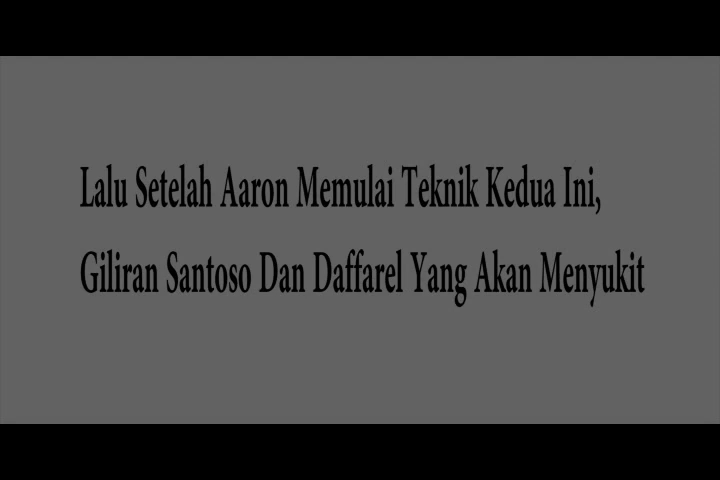 Lalu Setelah Aaron Memulai Teknik Kedua Ini,
Giliran Santoso Dan Daffarel Yang Akan Menyukit